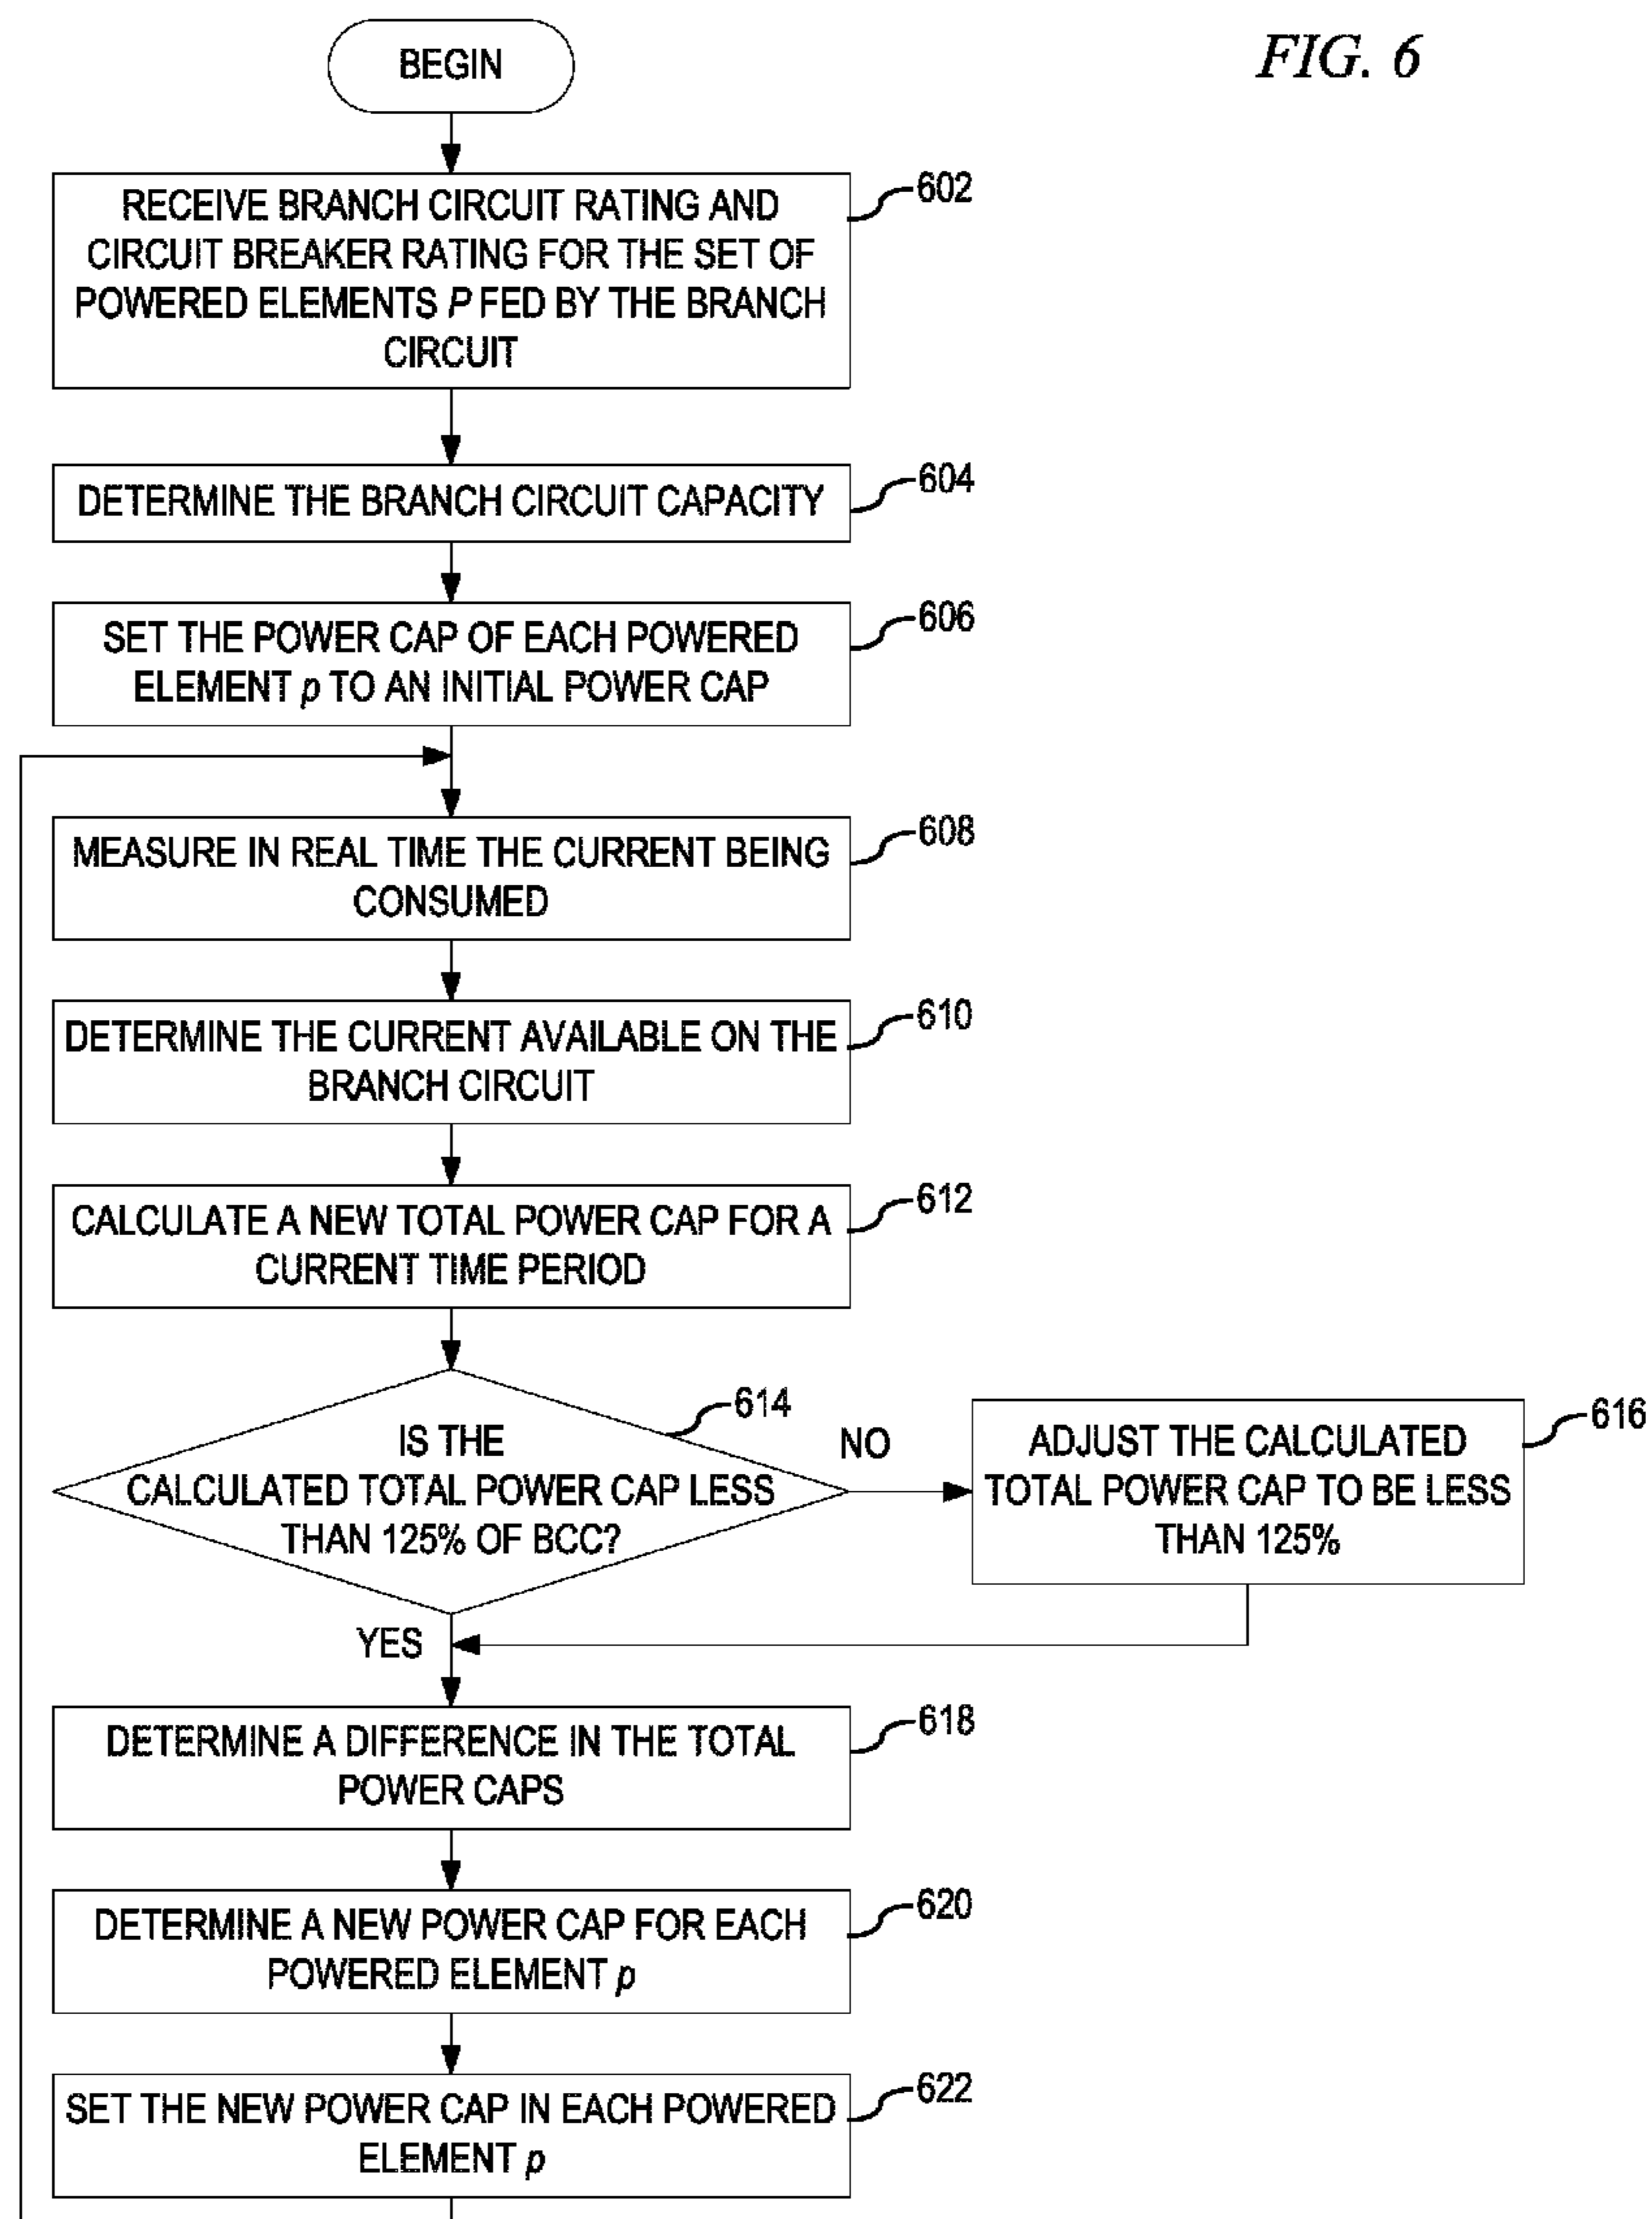 FIG. 6
BEGIN
RECEIVE BRANCH CIRCUIT RATING AND
CIRCUIT BREAKER RATING FOR THE SET OF
POWERED ELEMENTS P FED BY THE BRANCH
CIRCUIT
602
DETERMINE THE BRANCH CIRCUIT CAPACITY
604
SET THE POWER CAP OF EACH POWERED
ELEMENT p TO AN INITIAL POWER CAP
606
MEASURE IN REAL TIME THE CURRENT BEING
CONSUMED
608
DETERMINE THE CURRENT AVAILABLE ON THE
BRANCH CIRCUIT
610
CALCULATE A NEW TOTAL POWER CAP FOR A
CURRENT TIME PERIOD
612
IS THE
CALCULATED TOTAL POWER CAP LESS
THAN 125% OF BCC?
614
NO
ADJUST THE CALCULATED
TOTAL POWER CAP TO BE LESS
THAN 125%
616
YES
DETERMINE A DIFFERENCE IN THE TOTAL
POWER CAPS
618
DETERMINE A NEW POWER CAP FOR EACH
POWERED ELEMENT p
620
SET THE NEW POWER CAP IN EACH POWERED
ELEMENT p
622